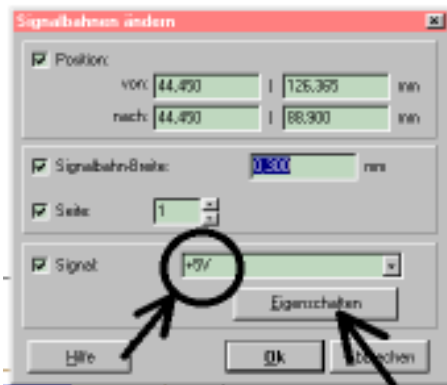 Signalbahnen ändern
Position:
von: 44,450 | 126,365 mm
nach: 44,450 | 88,900 mm
Signalbahn-Breite: 0,300 mm
Seite: 1
Signal: +5V
Eigenschaften
Hilfe Ok Abbrechen